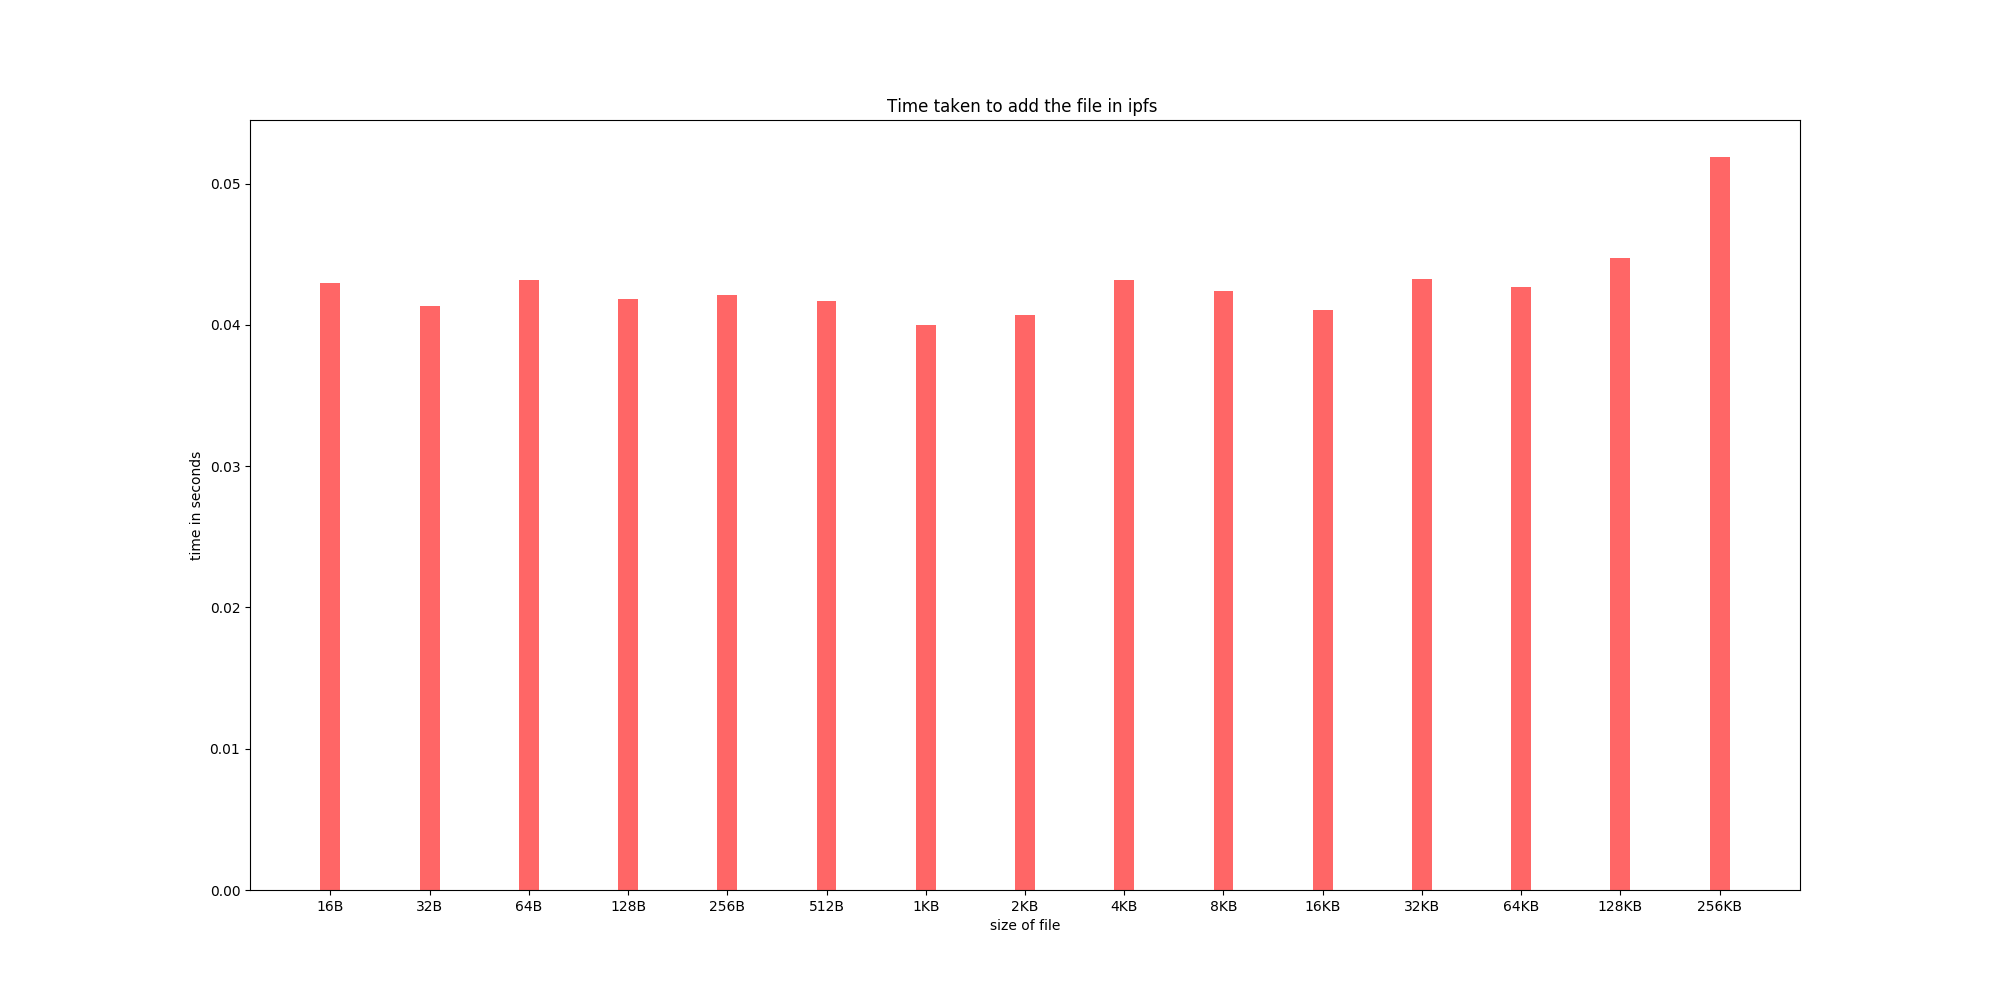 Time taken to add the file in ipfs
0.05
0.04
0.03
0.02
0.01
0.00
time in seconds
16B 32B 64B 128B 256B 512B 1KB 2KB 4KB 8KB 16KB 32KB 64KB 128KB 256KB
size of file